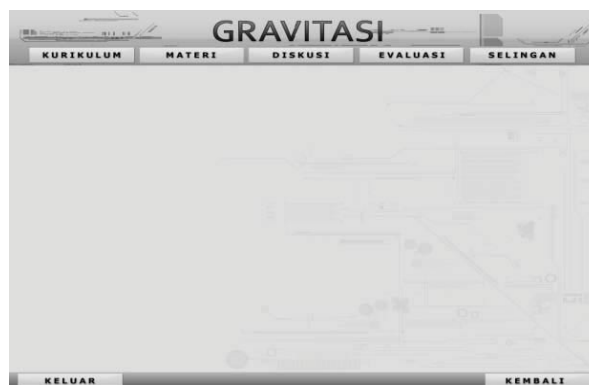 GRAVITASI
KURIKULUM MATERI DISKUSI EVALUASI SELINGAN
KELUAR KEMBALI